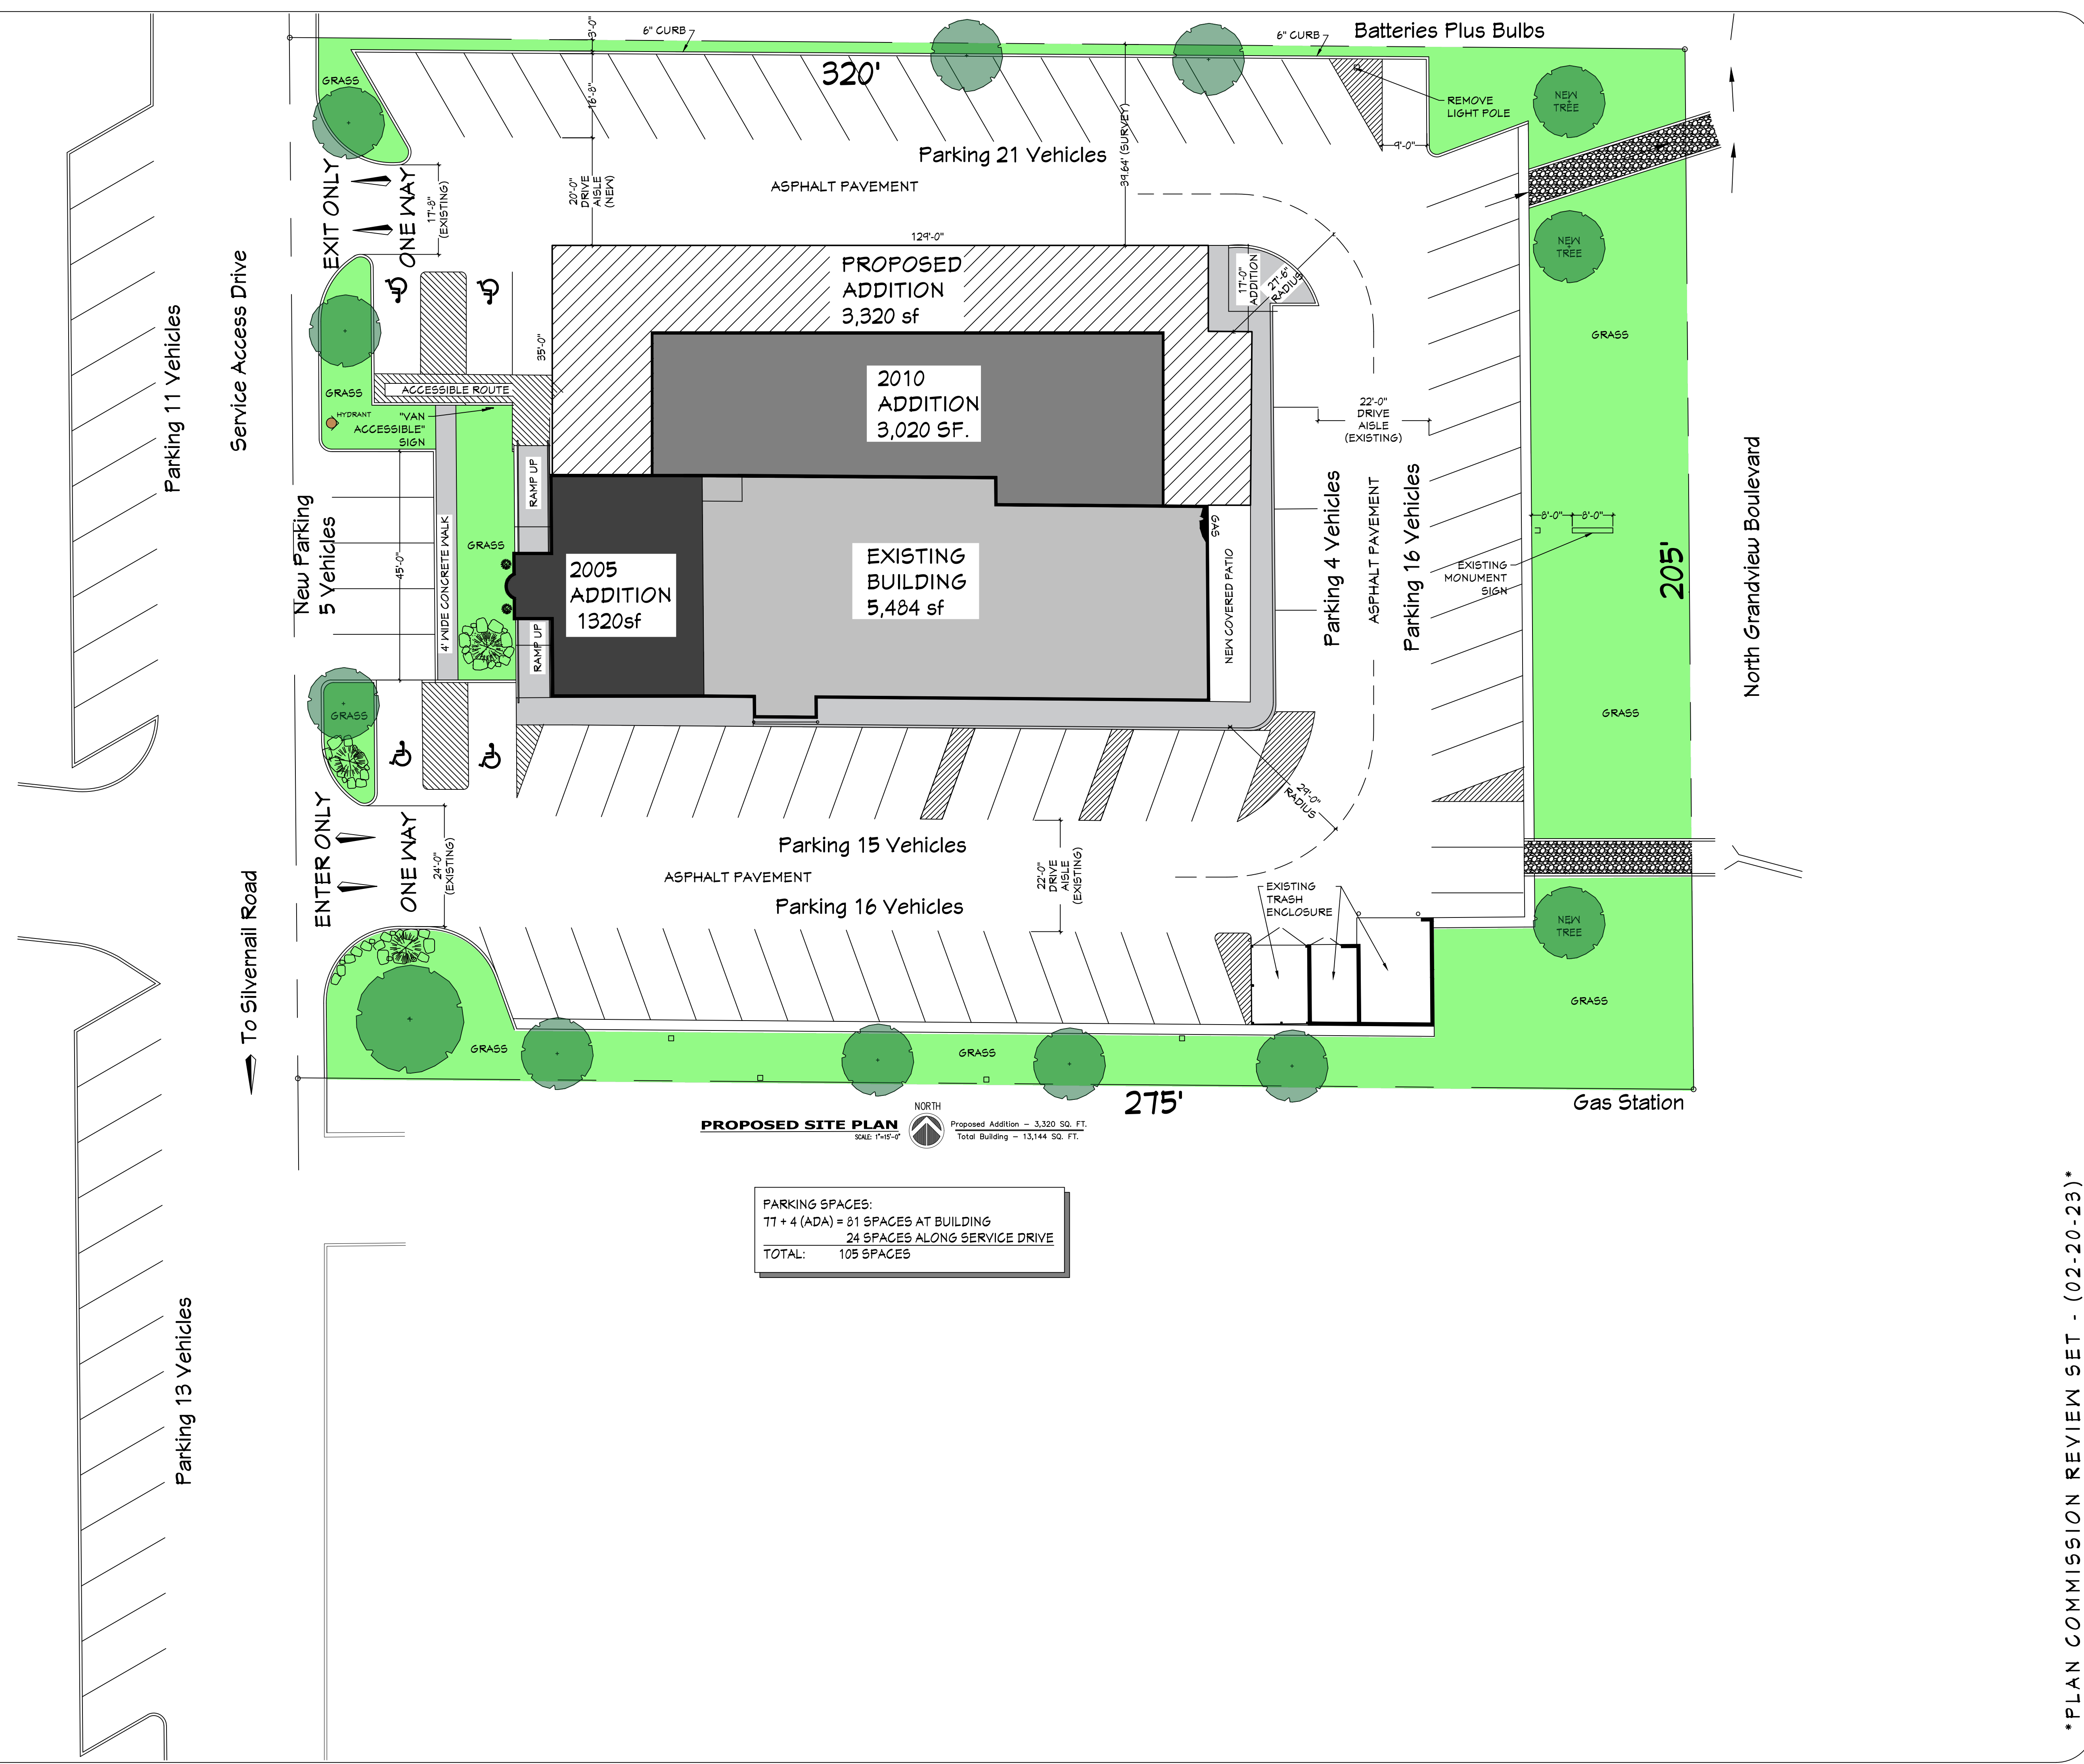 Batteries Plus Bulbs
6" CURB
6" CURB
3'-0"
320'
16'-8"
39.64' (SURVEY)
GRASS
REMOVE
LIGHT POLE
NEW
TREE
9'-0"
Parking 21 Vehicles
ASPHALT PAVEMENT
20'-0"
DRIVE
AISLE
(NEW)
EXIT ONLY
ONE WAY
17'-8"
(EXISTING)
129'-0"
NEW
TREE
PROPOSED
ADDITION
3,320 sf
17'-0"
ADDITION
27'-6"
RADIUS
Service Access Drive
Parking 11 Vehicles
35'-0"
GRASS
2010
ADDITION
3,020 SF.
ACCESSIBLE ROUTE
GRASS
HYDRANT
"VAN
ACCESSIBLE"
SIGN
22'-0"
DRIVE
AISLE
(EXISTING)
RAMP UP
New Parking
5 Vehicles
45'-0"
4' WIDE CONCRETE WALK
GRASS
2005
ADDITION
1320sf
EXISTING
BUILDING
5,484 sf
GAS
NEW COVERED PATIO
Parking 4 Vehicles
ASPHALT PAVEMENT
Parking 16 Vehicles
8'-0"
8'-0"
EXISTING
MONUMENT
SIGN
205'
North Grandview Boulevard
RAMP UP
GRASS
GRASS
29'-0"
RADIUS
ENTER ONLY
ONE WAY
24'-0"
(EXISTING)
Parking 15 Vehicles
ASPHALT PAVEMENT
Parking 16 Vehicles
22'-0"
DRIVE
AISLE
(EXISTING)
EXISTING
TRASH
ENCLOSURE
NEW
TREE
GRASS
To Silvernail Road
GRASS
GRASS
275'
Gas Station
NORTH
PROPOSED SITE PLAN
SCALE: 1"=15'-0"
Proposed Addition – 3,320 SQ. FT.
Total Building – 13,144 SQ. FT.
PARKING SPACES:
77 + 4 (ADA) = 81 SPACES AT BUILDING
24 SPACES ALONG SERVICE DRIVE
TOTAL: 105 SPACES
Parking 13 Vehicles
*PLAN COMMISSION REVIEW SET - (02-20-23)*